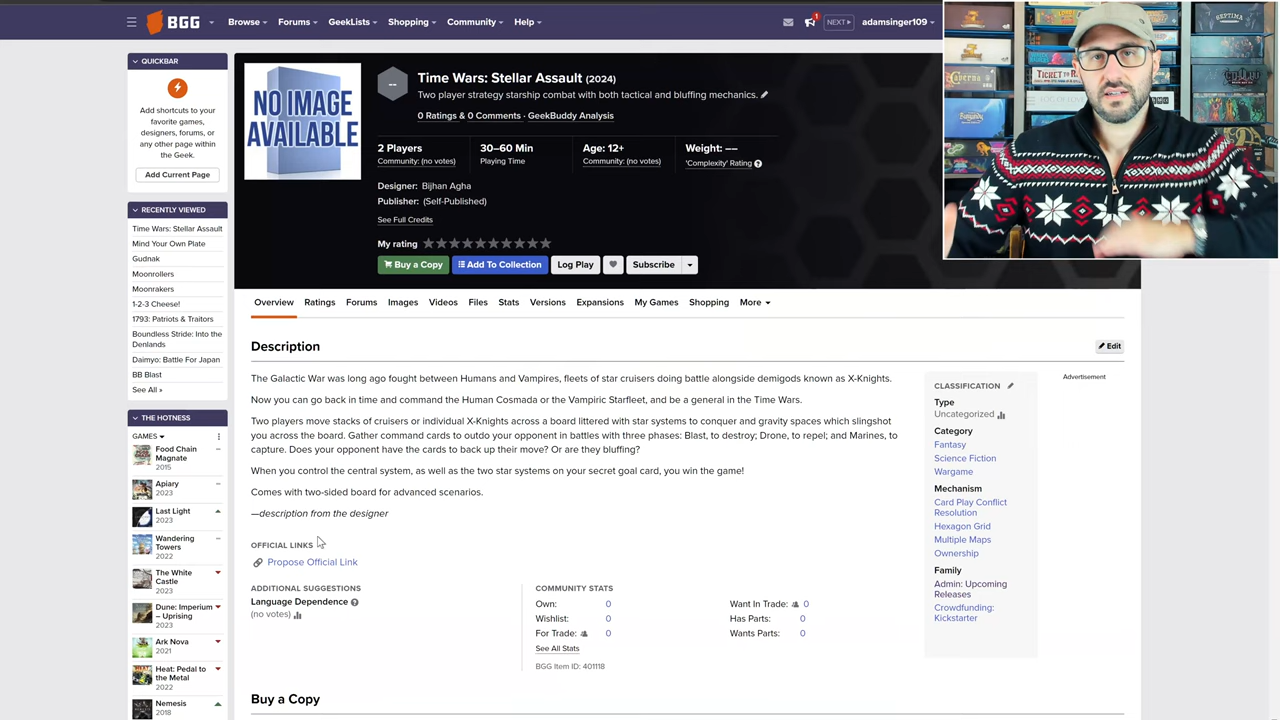 BGG
Browse
Forums
GeekLists
Shopping
Community
Help
1
NEXT
adamsinger109
QUICKBAR
Add shortcuts to your
favorite games,
designers, forums, or
any other page within
the Geek.
Add Current Page
RECENTLY VIEWED
Time Wars: Stellar Assault
Mind Your Own Plate
Gudnak
Moonrollers
Moonrakers
1-2-3 Cheese!
1793: Patriots & Traitors
Boundless Stride: Into the
Denlands
Daimyo: Battle For Japan
BB Blast
See All »
THE HOTNESS
GAMES
Food Chain
Magnate
2015
Apiary
2023
Last Light
2023
Wandering
Towers
2022
The White
Castle
2023
Dune: Imperium
– Uprising
2023
Ark Nova
2021
Heat: Pedal to
the Metal
2022
Nemesis
2018
NO IMAGE
AVAILABLE
--
Time Wars: Stellar Assault (2024)
Two player strategy starship combat with both tactical and bluffing mechanics.
0 Ratings & 0 Comments · GeekBuddy Analysis
2 Players
Community: (no votes)
30–60 Min
Playing Time
Age: 12+
Community: (no votes)
Weight: ––
'Complexity' Rating
Designer: Bijhan Agha
Publisher: (Self-Published)
See Full Credits
My rating
Buy a Copy
Add To Collection
Log Play
Subscribe
SEPTIMA
Caverna
TICKET TO RIDE
Overview
Ratings
Forums
Images
Videos
Files
Stats
Versions
Expansions
My Games
Shopping
More
Description
Edit
The Galactic War was long ago fought between Humans and Vampires, fleets of star cruisers doing battle alongside demigods known as X-Knights.
Now you can go back in time and command the Human Cosmada or the Vampiric Starfleet, and be a general in the Time Wars.
Two players move stacks of cruisers or individual X-Knights across a board littered with star systems to conquer and gravity spaces which slingshot
you across the board. Gather command cards to outdo your opponent in battles with three phases: Blast, to destroy; Drone, to repel; and Marines, to
capture. Does your opponent have the cards to back up their move? Or are they bluffing?
When you control the central system, as well as the two star systems on your secret goal card, you win the game!
Comes with two-sided board for advanced scenarios.
—description from the designer
OFFICIAL LINKS
Propose Official Link
ADDITIONAL SUGGESTIONS
Language Dependence
(no votes)
COMMUNITY STATS
Own: 0
Wishlist: 0
For Trade: 0
See All Stats
BGG Item ID: 401118
Want In Trade: 0
Has Parts: 0
Wants Parts: 0
Advertisement
CLASSIFICATION
Type
Uncategorized
Category
Fantasy
Science Fiction
Wargame
Mechanism
Card Play Conflict
Resolution
Hexagon Grid
Multiple Maps
Ownership
Family
Admin: Upcoming
Releases
Crowdfunding:
Kickstarter
Buy a Copy